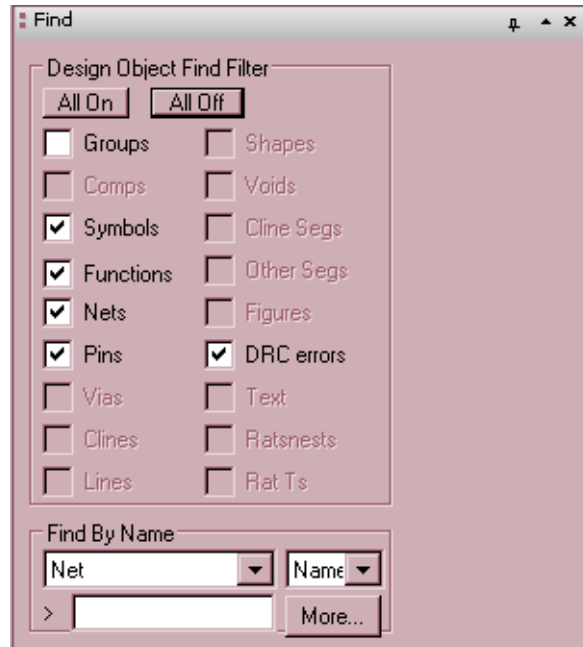 Find
Design Object Find Filter
All On All Off
Groups Shapes
Comps Voids
Symbols Cline Segs
Functions Other Segs
Nets Figures
Pins DRC errors
Vias Text
Clines Ratsnests
Lines Rat Ts
Find By Name
Net Name
> More...